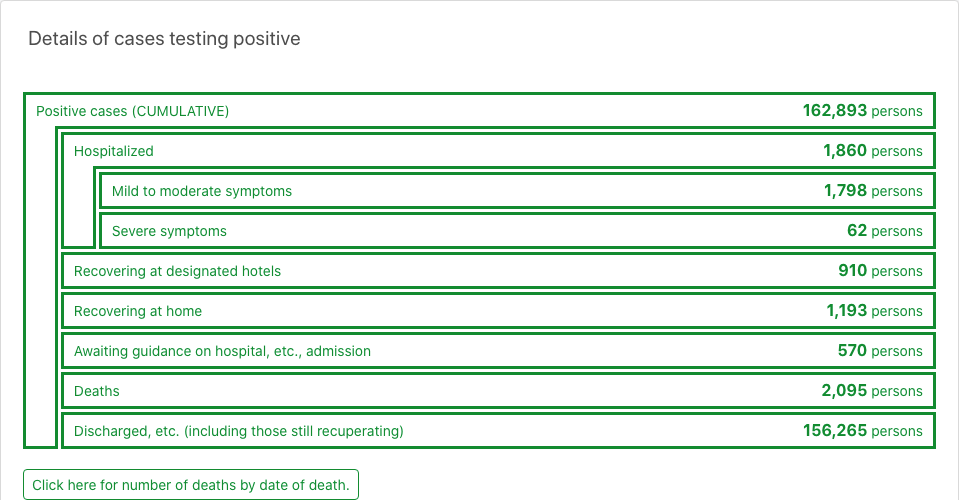 Details of cases testing positive
Positive cases (CUMULATIVE) 162,893 persons
Hospitalized 1,860 persons
Mild to moderate symptoms 1,798 persons
Severe symptoms 62 persons
Recovering at designated hotels 910 persons
Recovering at home 1,193 persons
Awaiting guidance on hospital, etc., admission 570 persons
Deaths 2,095 persons
Discharged, etc. (including those still recuperating) 156,265 persons
Click here for number of deaths by date of death.